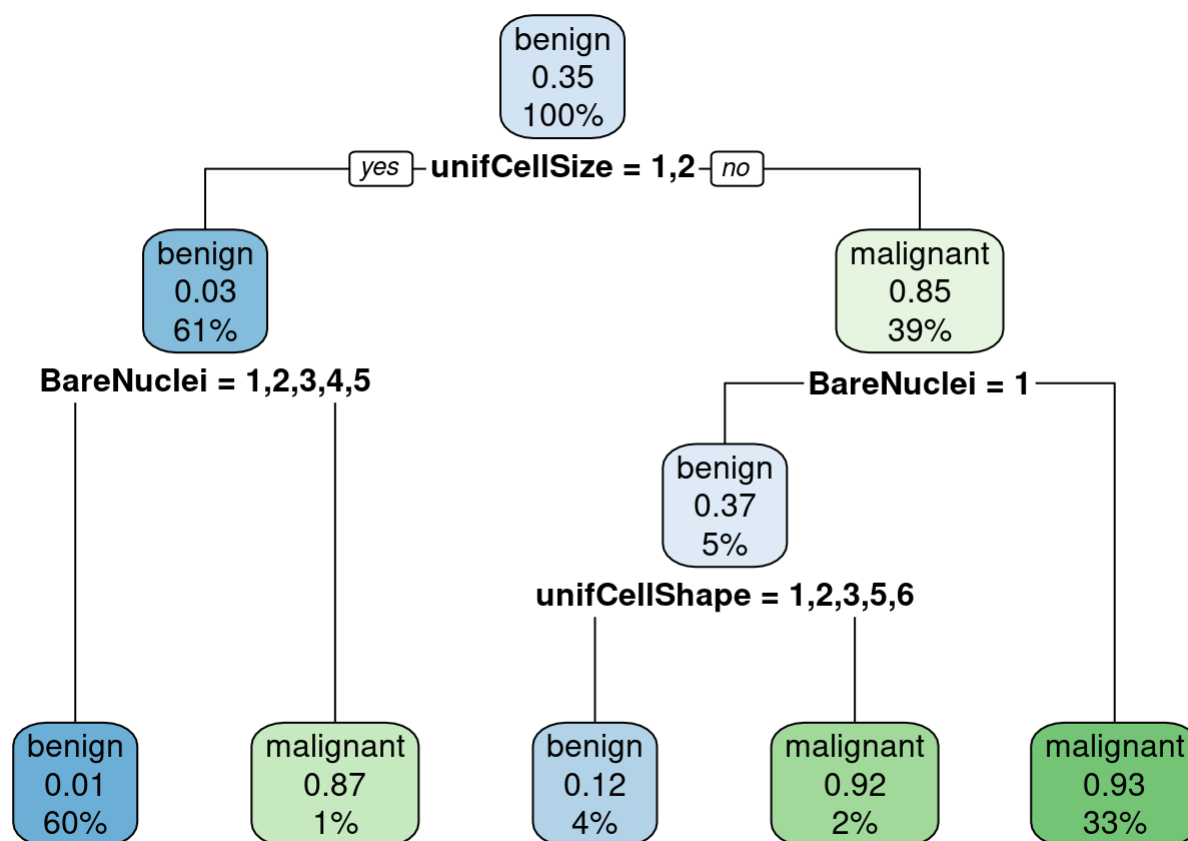 benign
0.35
100%
yes unifCellSize = 1,2 no
benign
0.03
61%
malignant
0.85
39%
BareNuclei = 1,2,3,4,5
BareNuclei = 1
benign
0.37
5%
unifCellShape = 1,2,3,5,6
benign
0.01
60%
malignant
0.87
1%
benign
0.12
4%
malignant
0.92
2%
malignant
0.93
33%